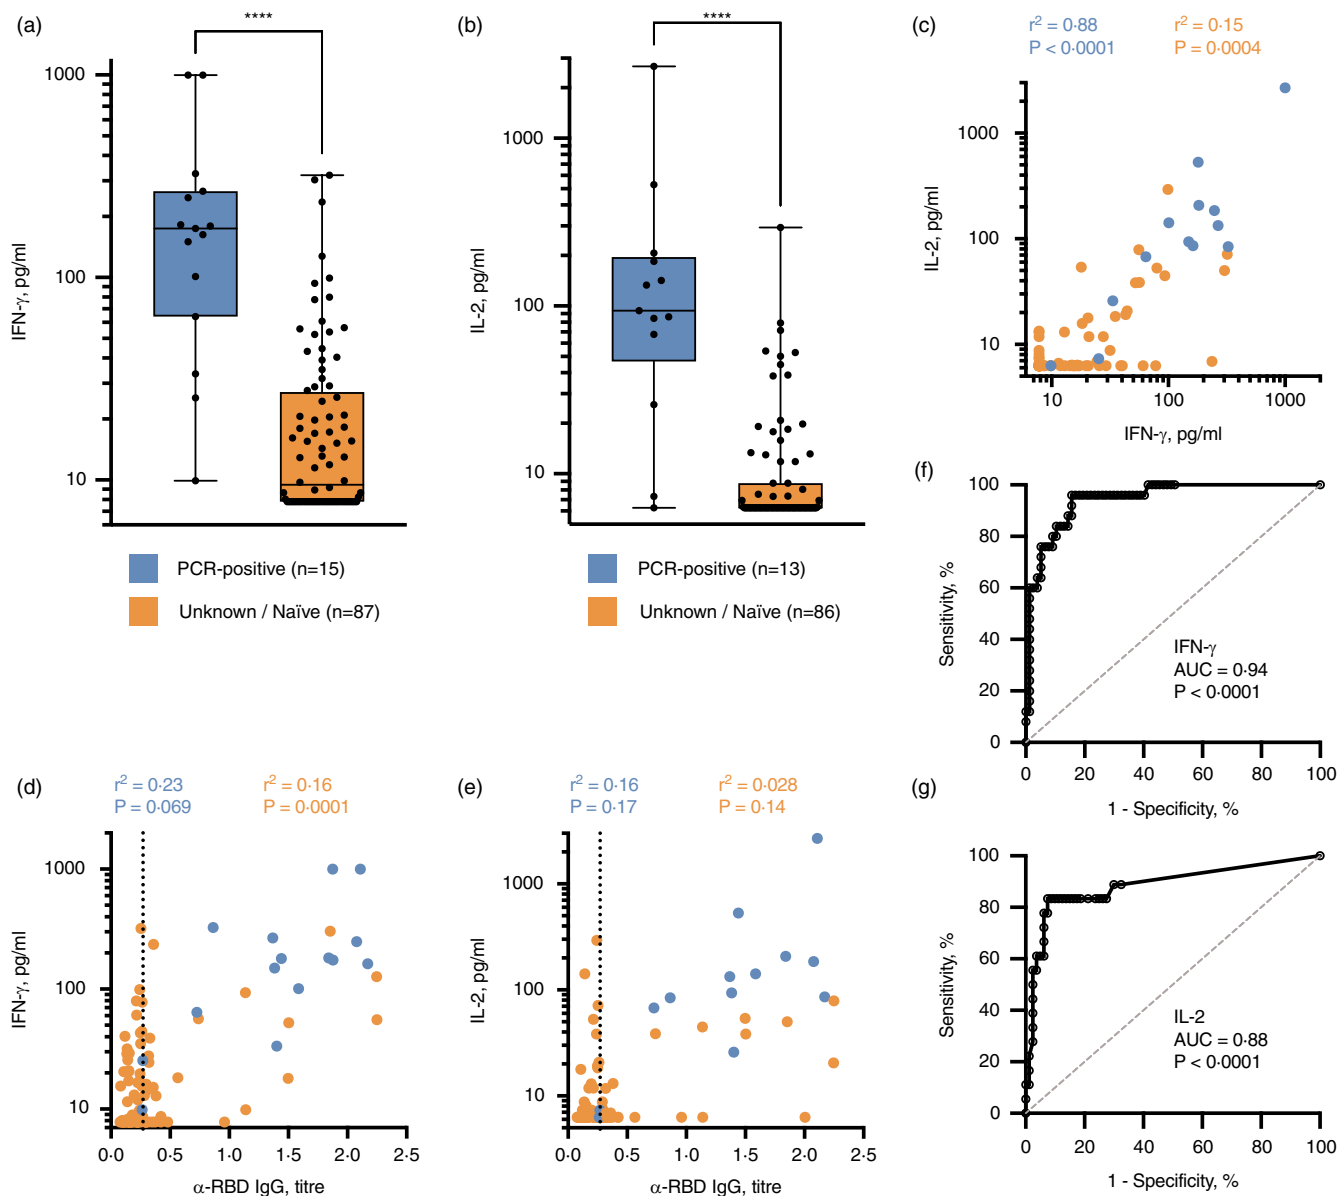 (a)
****
IFN-γ, pg/ml
1000
100
10
PCR-positive (n=15)
Unknown / Naïve (n=87)
(b)
****
IL-2, pg/ml
1000
100
10
PCR-positive (n=13)
Unknown / Naïve (n=86)
(c)
r² = 0·88
P < 0·0001
r² = 0·15
P = 0·0004
IL-2, pg/ml
1000
100
10
10
100
1000
IFN-γ, pg/ml
(f)
Sensitivity, %
100
80
60
40
20
0
IFN-γ
AUC = 0·94
P < 0·0001
0
20
40
60
80
100
1 - Specificity, %
(d)
r² = 0·23
P = 0·069
r² = 0·16
P = 0·0001
IFN-γ, pg/ml
1000
100
10
0·0
0·5
1·0
1·5
2·0
2·5
α-RBD IgG, titre
(e)
r² = 0·16
P = 0·17
r² = 0·028
P = 0·14
IL-2, pg/ml
1000
100
10
0·0
0·5
1·0
1·5
2·0
2·5
α-RBD IgG, titre
(g)
Sensitivity, %
100
80
60
40
20
0
IL-2
AUC = 0·88
P < 0·0001
0
20
40
60
80
100
1 - Specificity, %